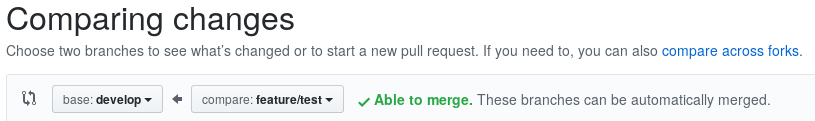 Comparing changes
Choose two branches to see what's changed or to start a new pull request. If you need to, you can also compare across forks.
base: develop compare: feature/test Able to merge. These branches can be automatically merged.